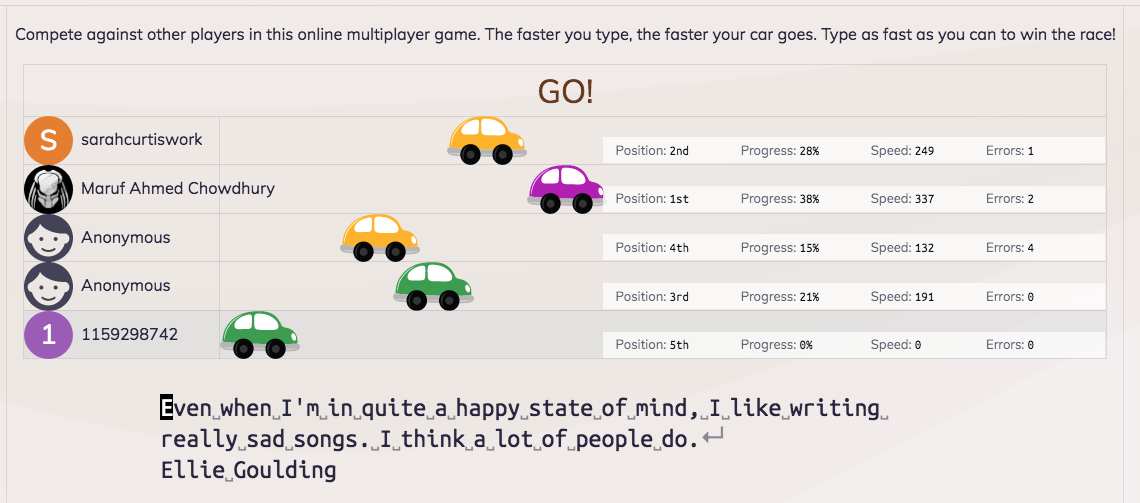 Compete against other players in this online multiplayer game. The faster you type, the faster your car goes. Type as fast as you can to win the race!
GO!
S sarahcurtiswork Position: 2nd Progress: 28% Speed: 249 Errors: 1
Maruf Ahmed Chowdhury Position: 1st Progress: 38% Speed: 337 Errors: 2
Anonymous Position: 4th Progress: 15% Speed: 132 Errors: 4
Anonymous Position: 3rd Progress: 21% Speed: 191 Errors: 0
1 1159298742 Position: 5th Progress: 0% Speed: 0 Errors: 0
Even␣when␣I'm␣in␣quite␣a␣happy␣state␣of␣mind,␣I␣like␣writing␣
really␣sad␣songs.␣I␣think␣a␣lot␣of␣people␣do.↵
Ellie␣Goulding